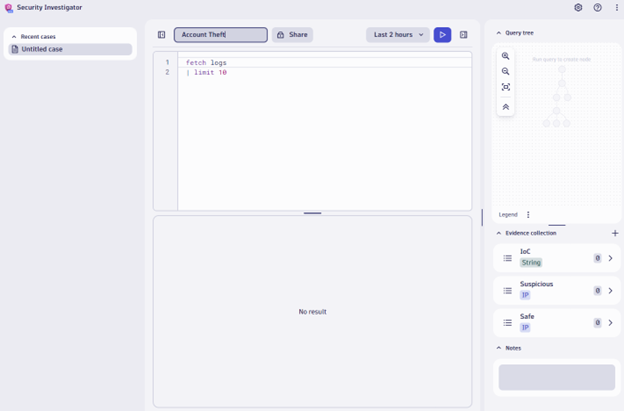 Security Investigator
Recent cases
Untitled case
Account Theft
Share
Last 2 hours
1 fetch logs
2 | limit 10
No result
Query tree
Run query to create node
Legend
Evidence collection
IoC
String
0
Suspicious
IP
0
Safe
IP
0
Notes